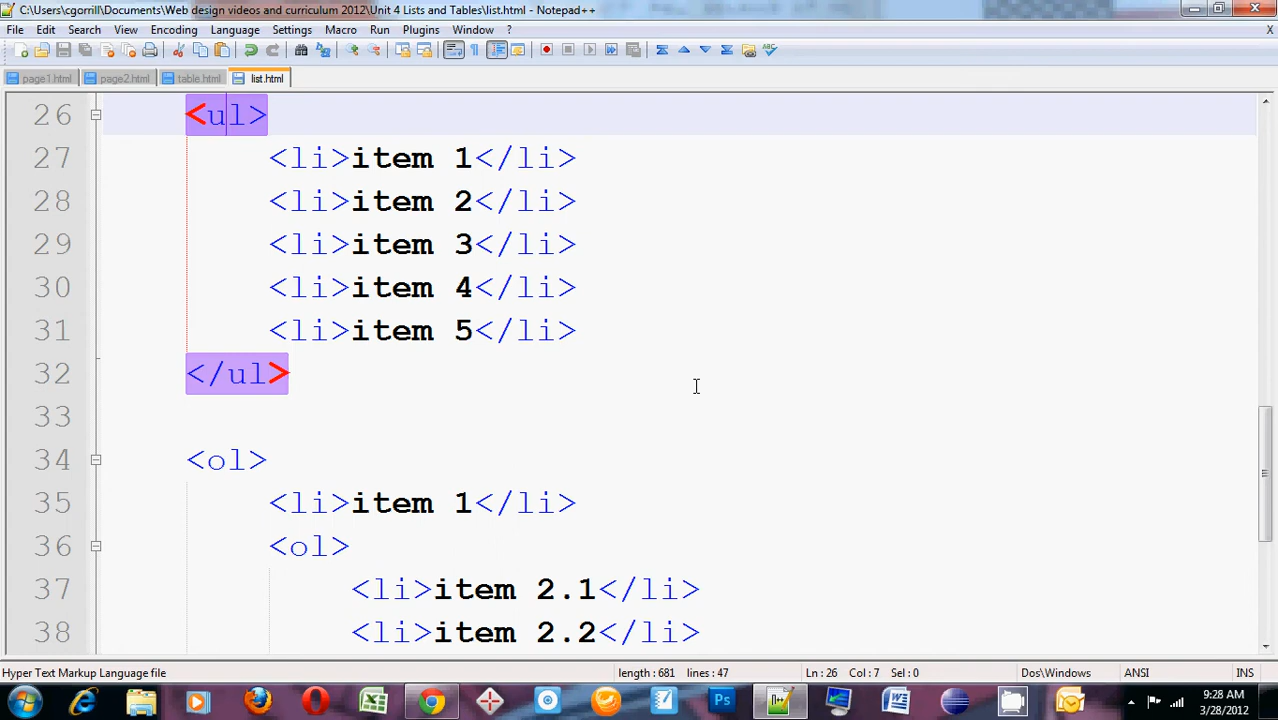 C:\Users\cgorrill\Documents\Web design videos and curriculum 2012\Unit 4 Lists and Tables\list.html - Notepad++
File Edit Search View Encoding Language Settings Macro Run Plugins Window ? X
page1.html page2.html table.html list.html
26 <ul>
27 <li>item 1</li>
28 <li>item 2</li>
29 <li>item 3</li>
30 <li>item 4</li>
31 <li>item 5</li>
32 </ul>
33
34 <ol>
35 <li>item 1</li>
36 <ol>
37 <li>item 2.1</li>
38 <li>item 2.2</li>
Hyper Text Markup Language file length : 681 lines : 47 Ln : 26 Col : 7 Sel : 0 Dos\Windows ANSI INS
Ps
9:28 AM
3/28/2012